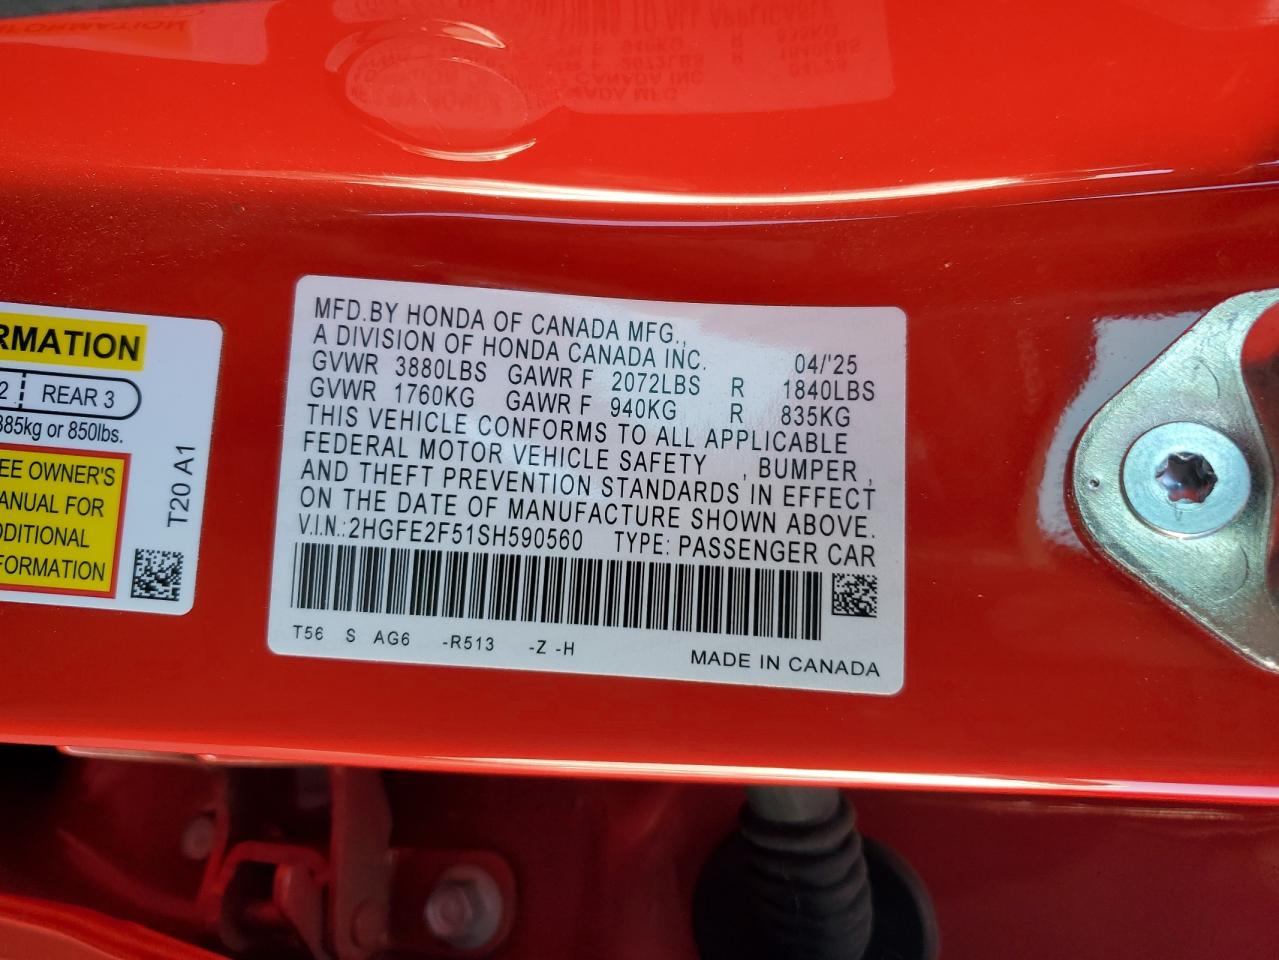 RMATION
2 REAR 3
385kg or 850lbs.
EE OWNER'S
ANUAL FOR
DDITIONAL
FORMATION
T20 A1
MFD.BY HONDA OF CANADA MFG.,
A DIVISION OF HONDA CANADA INC. 04/'25
GVWR 3880LBS GAWR F 2072LBS R 1840LBS
GVWR 1760KG GAWR F 940KG R 835KG
THIS VEHICLE CONFORMS TO ALL APPLICABLE
FEDERAL MOTOR VEHICLE SAFETY , BUMPER ,
AND THEFT PREVENTION STANDARDS IN EFFECT
ON THE DATE OF MANUFACTURE SHOWN ABOVE.
V.I.N.:2HGFE2F51SH590560 TYPE: PASSENGER CAR
T56 S AG6 -R513 -Z -H
MADE IN CANADA